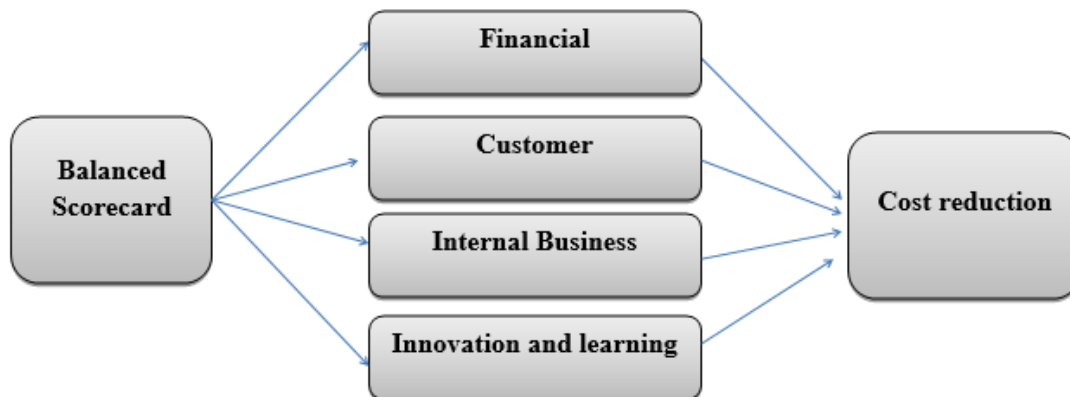 Financial
Customer
Balanced
Scorecard
Cost reduction
Internal Business
Innovation and learning